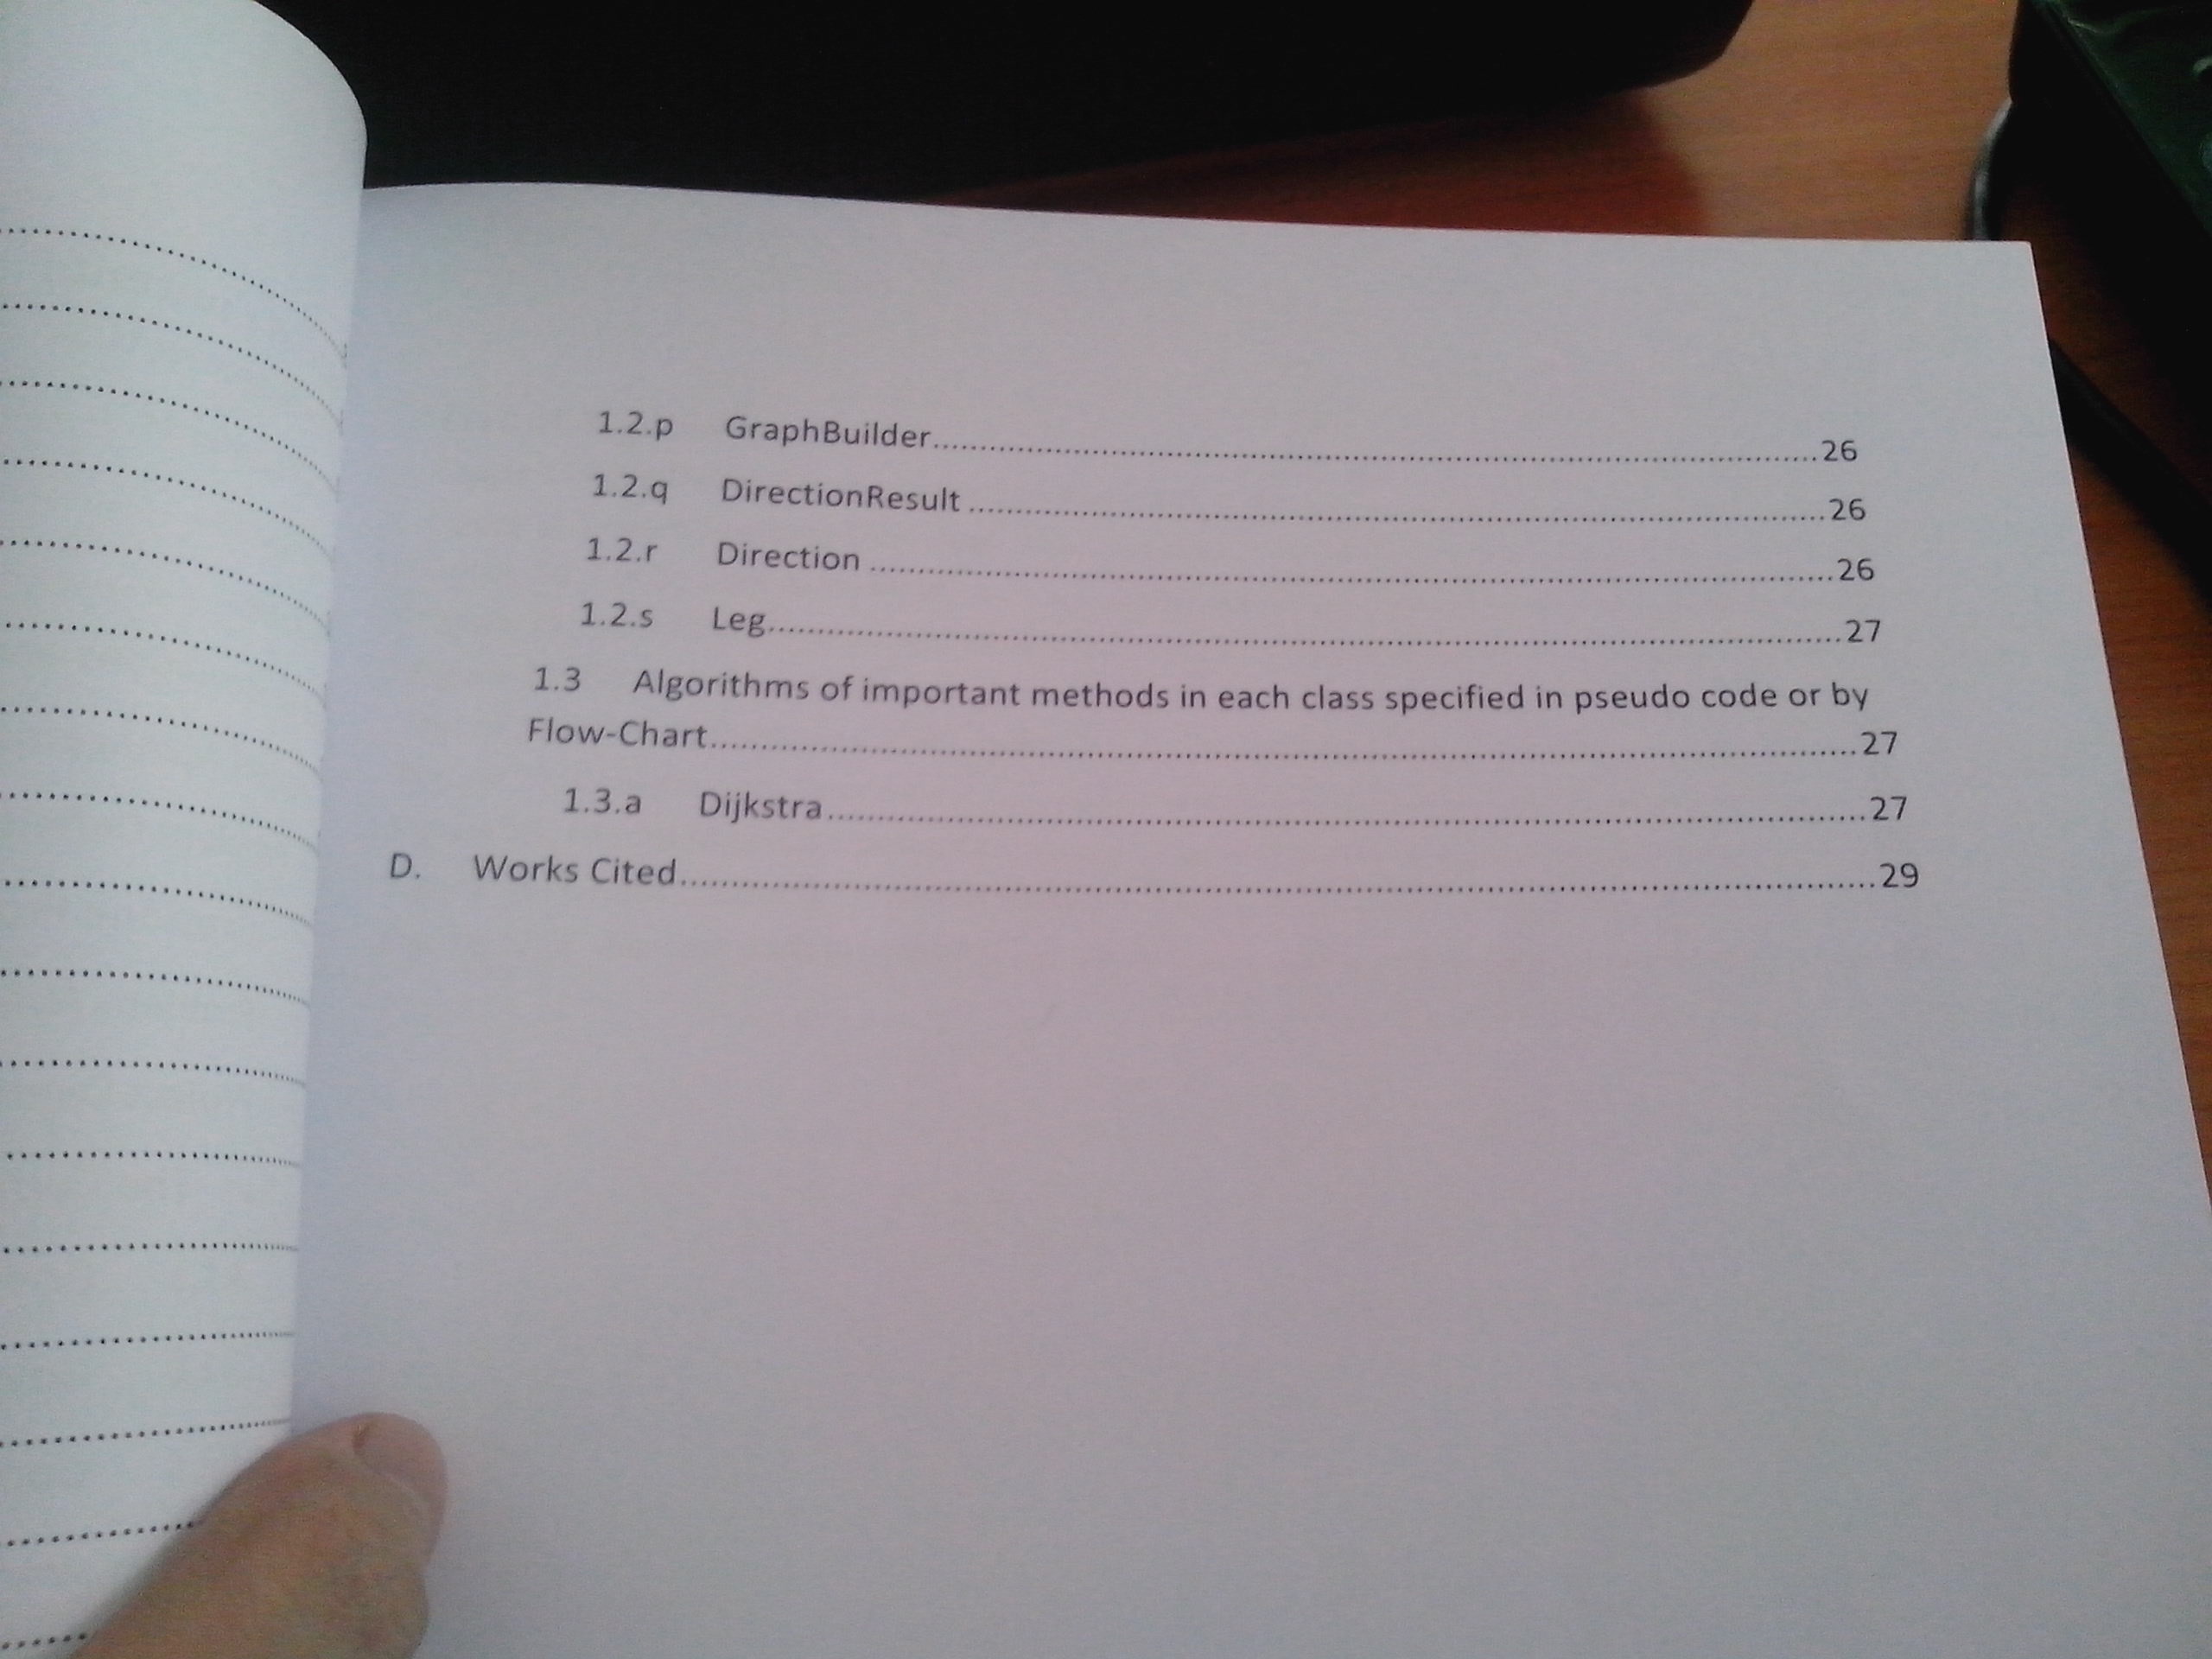 1.2.p GraphBuilder..........26
1.2.q DirectionResult..........26
1.2.r Direction..........26
1.2.s Leg..........27
1.3 Algorithms of important methods in each class specified in pseudo code or by
Flow-Chart..........27
1.3.a Dijkstra..........27
D. Works Cited..........29